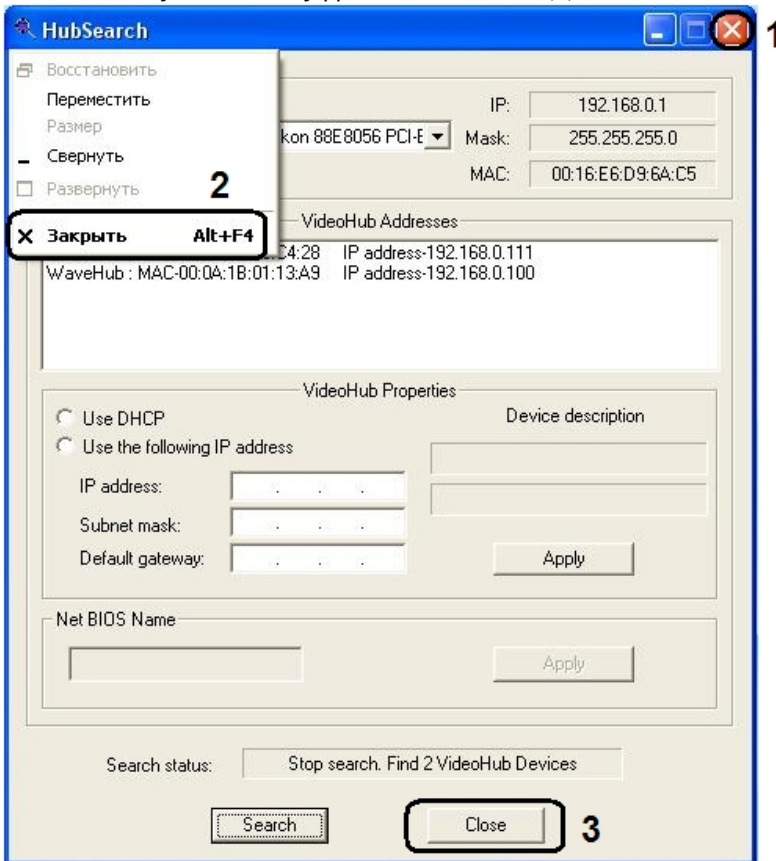 HubSearch
1
Восстановить
Переместить
Размер
Свернуть
Развернуть
2
Закрыть Alt+F4
IP: 192.168.0.1
kon 88E8056 PCI-E Mask: 255.255.255.0
MAC: 00:16:E6:D9:6A:C5
VideoHub Addresses
C4:28 IP address-192.168.0.111
WaveHub : MAC-00:0A:1B:01:13:A9 IP address-192.168.0.100
VideoHub Properties
Use DHCP
Device description
Use the following IP address
IP address: . . .
Subnet mask: . . .
Default gateway: . . .
Apply
Net BIOS Name
Apply
Search status: Stop search. Find 2 VideoHub Devices
Search
Close
3